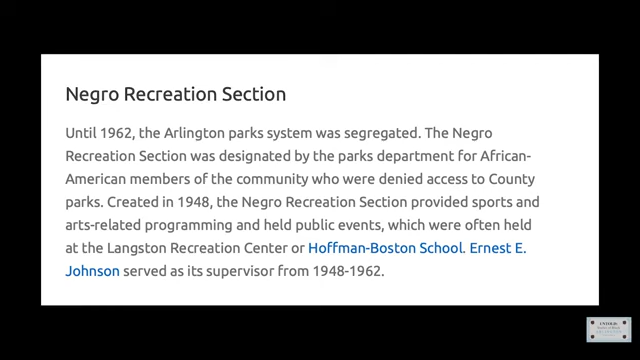 Negro Recreation Section
Until 1962, the Arlington parks system was segregated. The Negro
Recreation Section was designated by the parks department for African-
American members of the community who were denied access to County
parks. Created in 1948, the Negro Recreation Section provided sports and
arts-related programming and held public events, which were often held
at the Langston Recreation Center or Hoffman-Boston School. Ernest E.
Johnson served as its supervisor from 1948-1962.